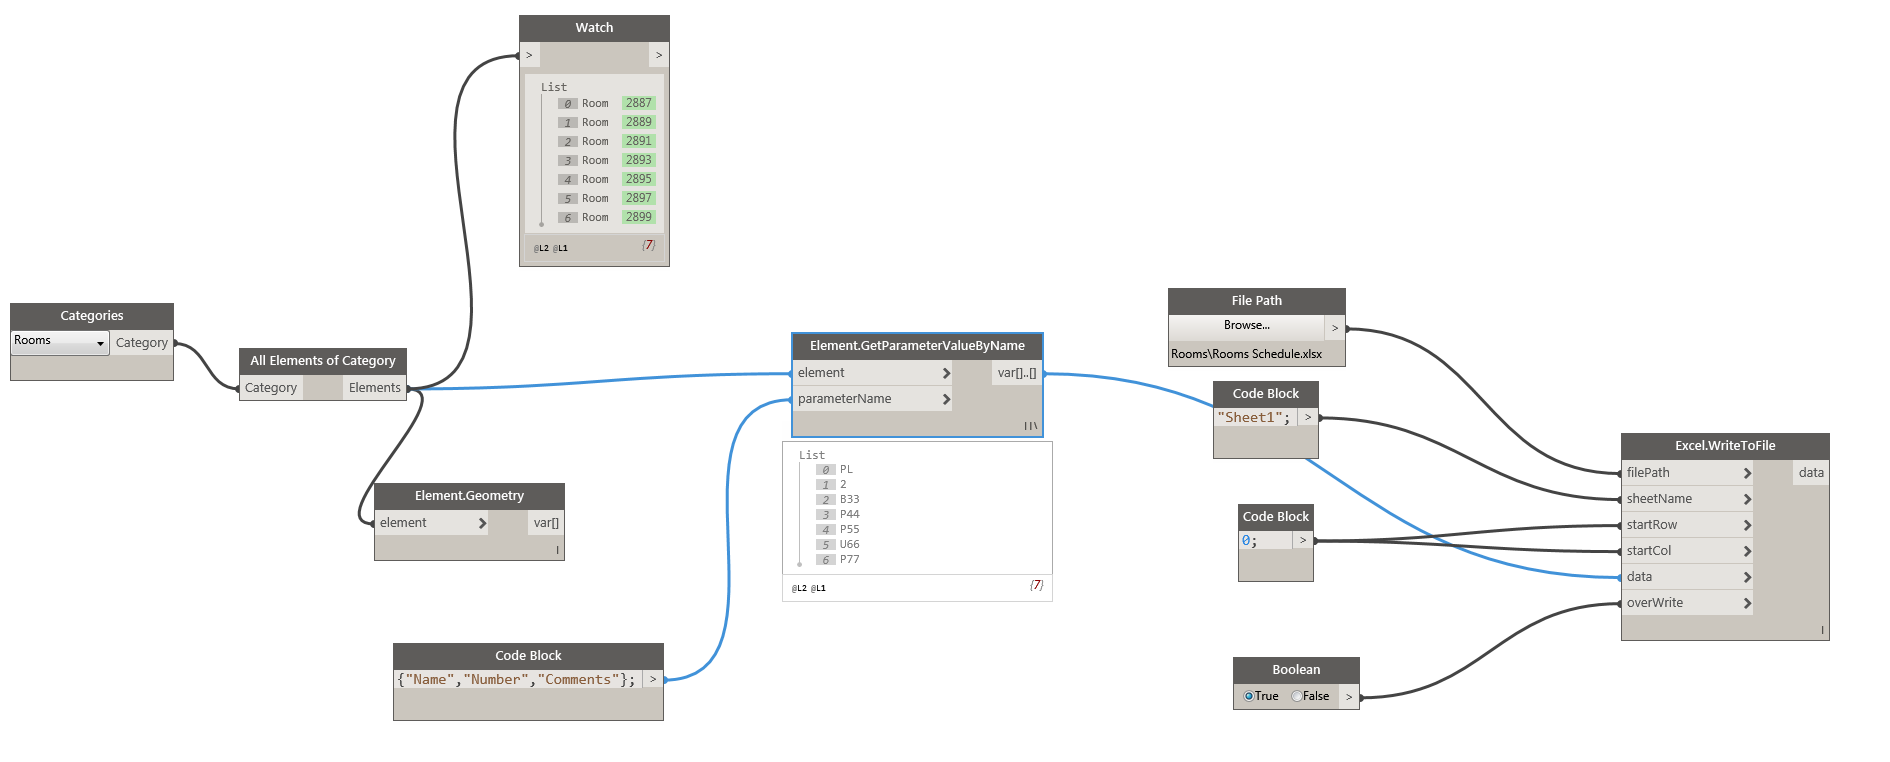 Watch
> >
List
0 Room 2887
1 Room 2889
2 Room 2891
3 Room 2893
4 Room 2895
5 Room 2897
6 Room 2899
@L2 @L1 {7}
Categories
Rooms Category
All Elements of Category
Category Elements
Element.Geometry
element var[]
I
Code Block
{"Name","Number","Comments"}; >
Element.GetParameterValueByName
element var[]..[]
parameterName
List
0 PL
1 2
2 B33
3 P44
4 P55
5 U66
6 P77
@L2 @L1 {7}
File Path
Browse... >
Rooms\Rooms Schedule.xlsx
Code Block
"Sheet1"; >
Code Block
0; >
Boolean
True False >
Excel.WriteToFile
filePath data
sheetName
startRow
startCol
data
overWrite
I